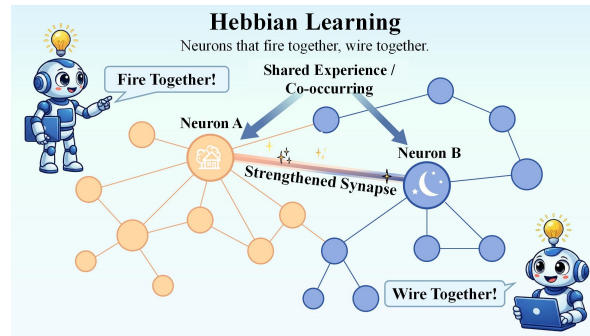 Hebbian Learning
Neurons that fire together, wire together.
Fire Together!
Shared Experience /
Co-occurring
Neuron A
Neuron B
Strengthened Synapse
Wire Together!